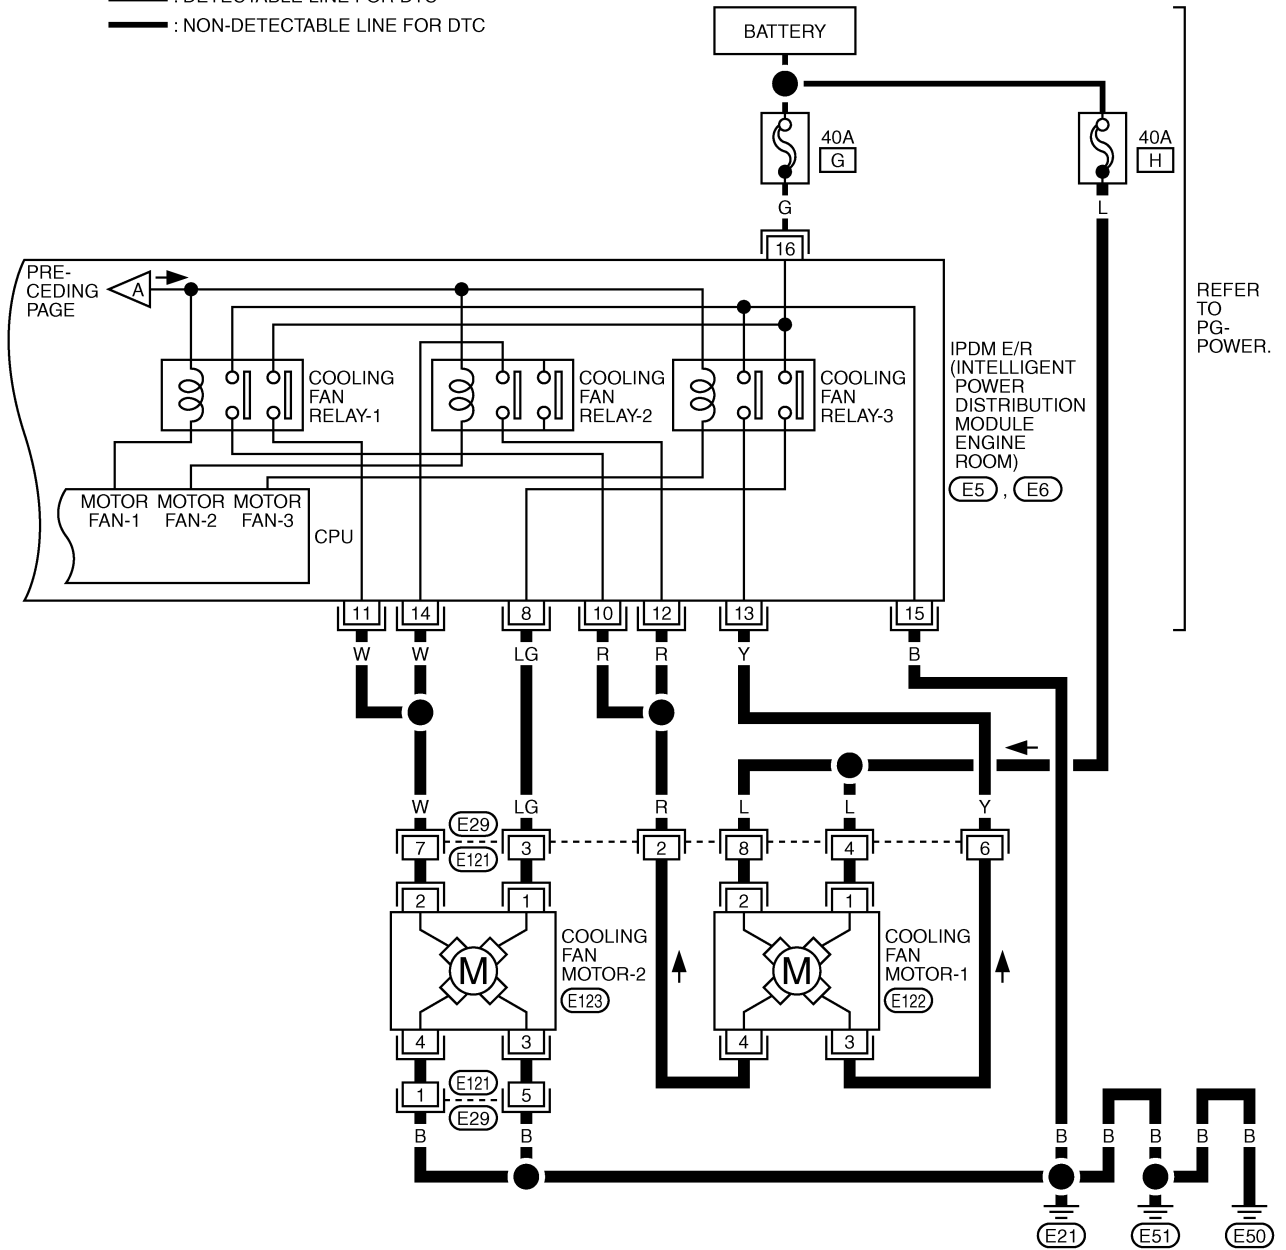 : DETECTABLE LINE FOR DTC
: NON-DETECTABLE LINE FOR DTC
BATTERY
40A
G
40A
H
G
L
16
PRE-
CEDING
PAGE
A
REFER
TO
PG-
POWER.
IPDM E/R
(INTELLIGENT
POWER
DISTRIBUTION
MODULE
ENGINE
ROOM)
E5 , E6
COOLING
FAN
RELAY-1
COOLING
FAN
RELAY-2
COOLING
FAN
RELAY-3
MOTOR
FAN-1
MOTOR
FAN-2
MOTOR
FAN-3
CPU
11 14 8 10 12 13 15
W W LG R R Y B
W LG R L L Y
E29
7 3 2 8 4 6
E121
2 1 2 1
M
COOLING
FAN
MOTOR-2
E123
M
COOLING
FAN
MOTOR-1
E122
4 3 4 3
E121
1 5
E29
B B B B B B B
E21 E51 E50